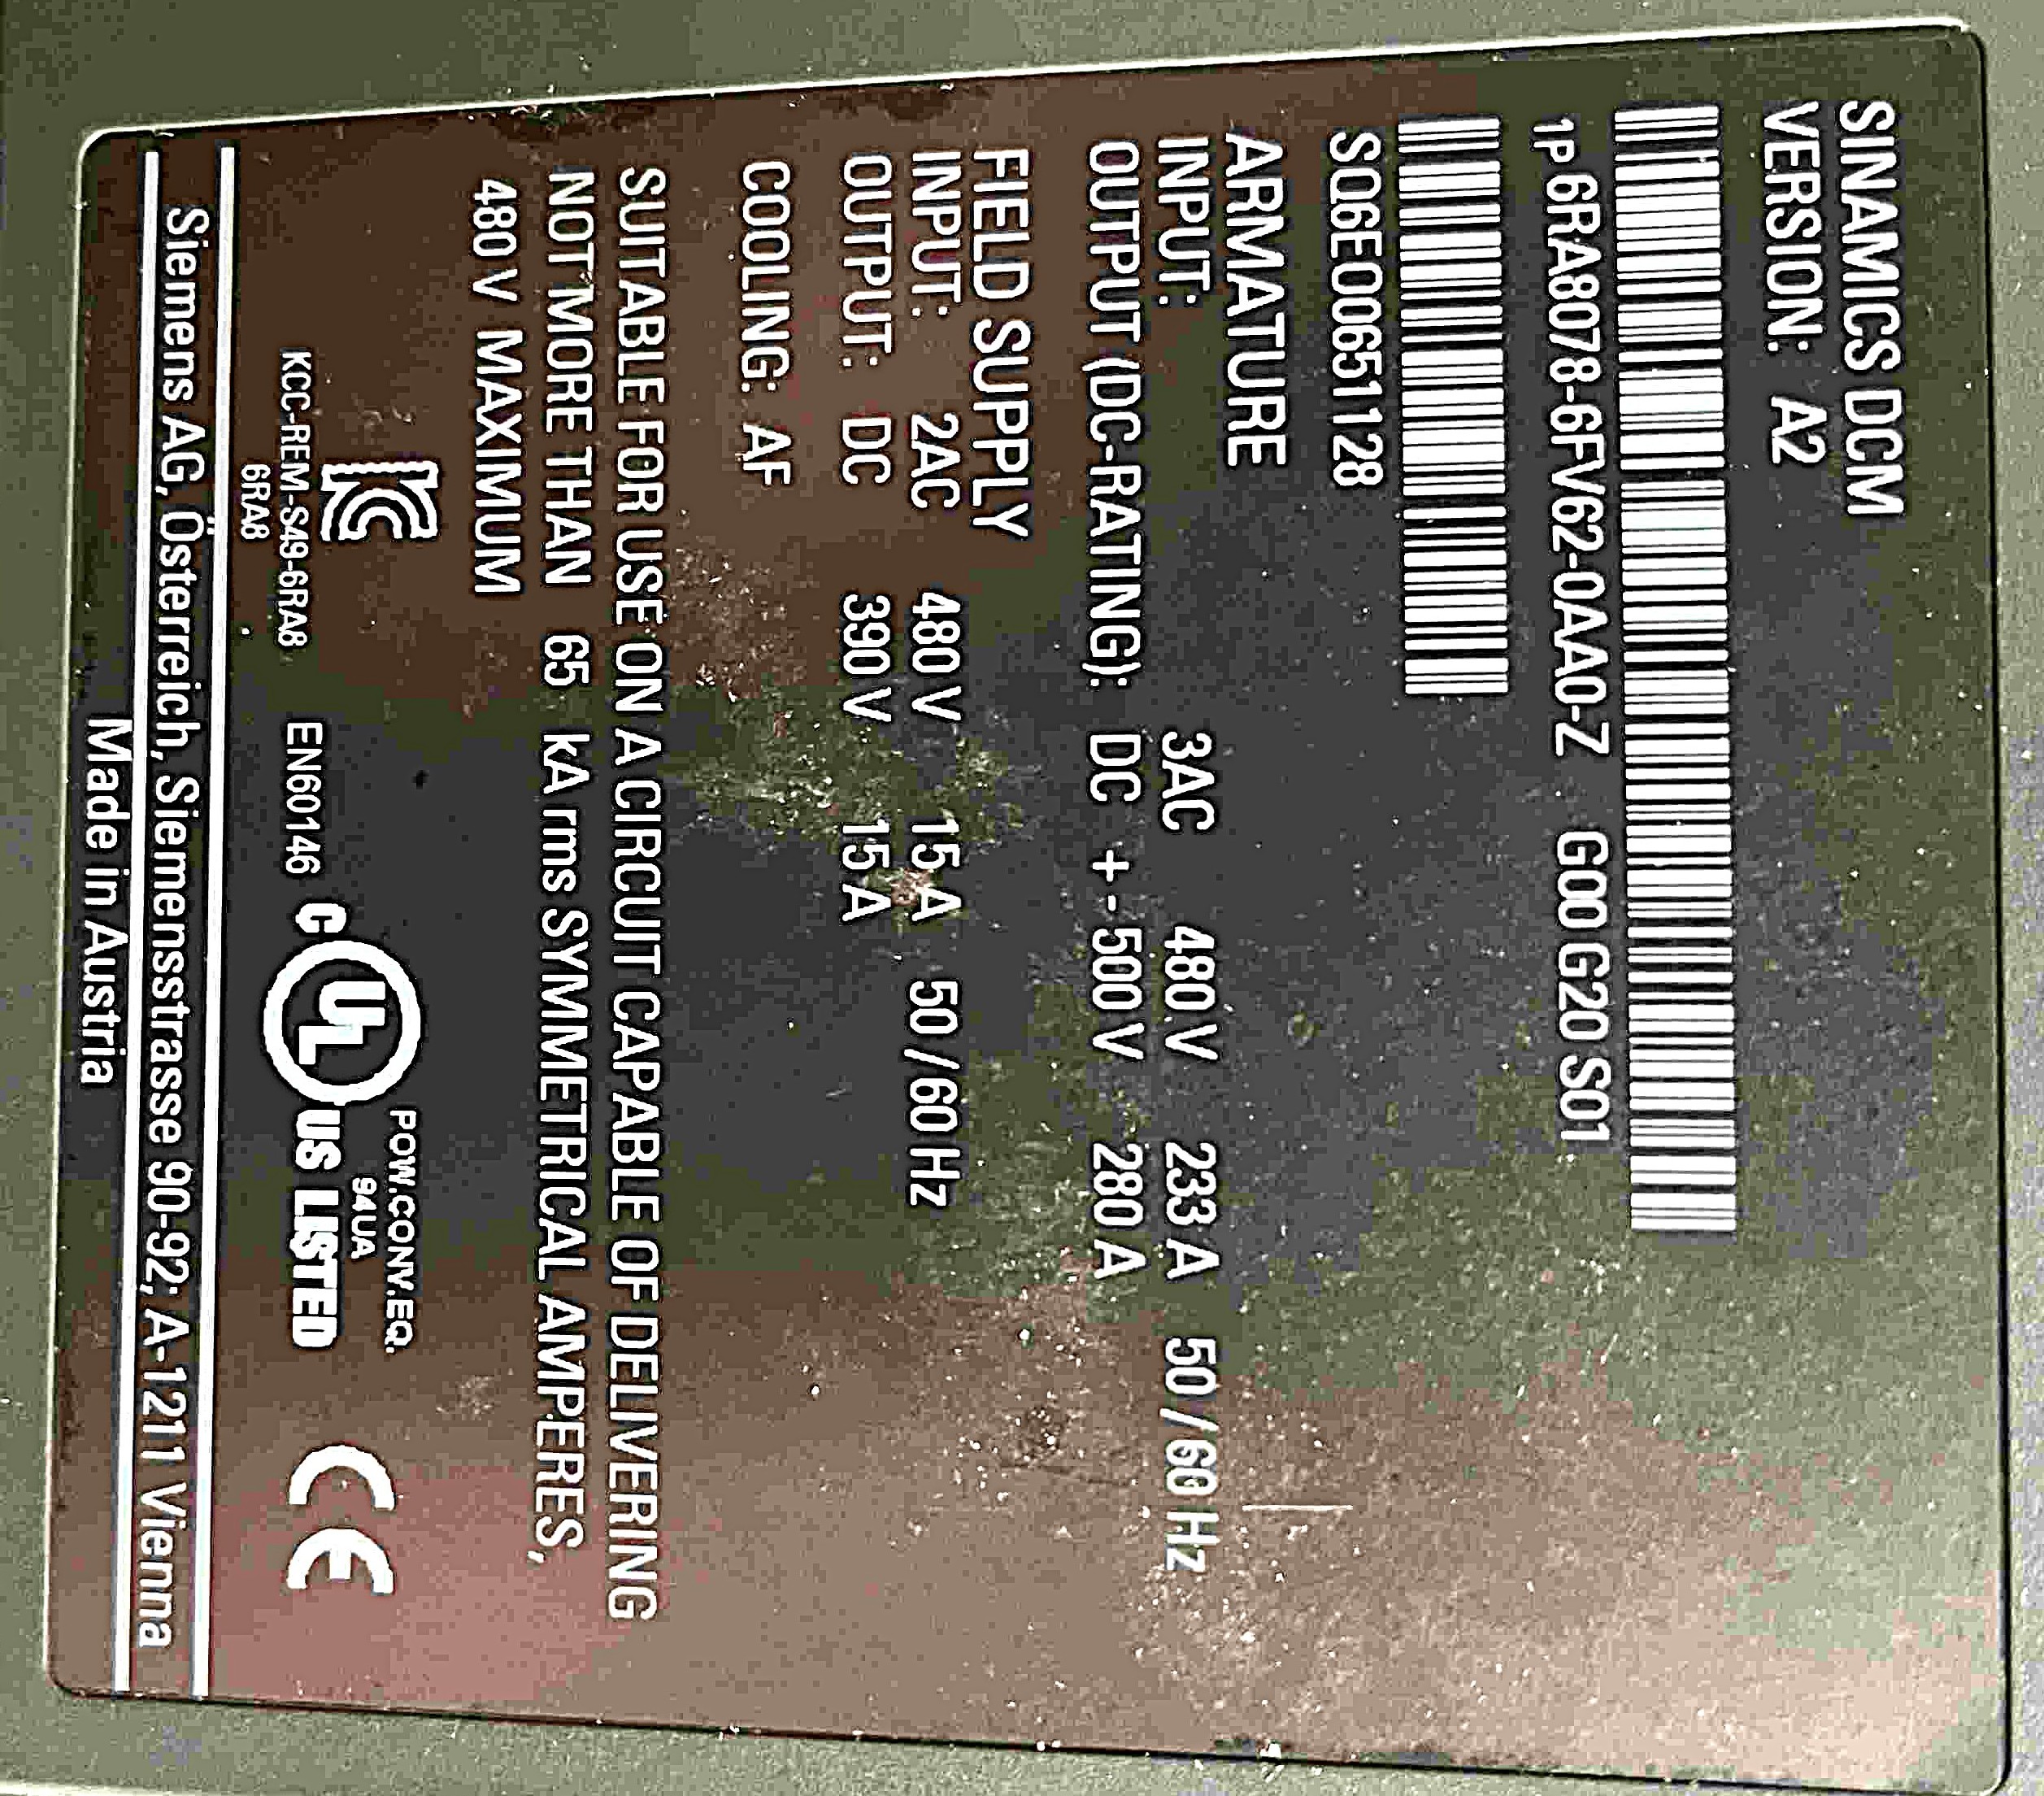 SINAMICS DCM
VERSION: A2
1P 6RA8078-6FV62-0AA0-Z G00 G20 S01
SQ6E00651128
ARMATURE
INPUT: 3AC 480 V 233 A 50 / 60 Hz
OUTPUT (DC-RATING): DC + - 500 V 280 A
FIELD SUPPLY
INPUT: 2AC 480 V 15 A 50 / 60 Hz
OUTPUT: DC 390 V 15 A
COOLING: AF
SUITABLE FOR USE ON A CIRCUIT CAPABLE OF DELIVERING
NOT MORE THAN 65 kA rms SYMMETRICAL AMPERES,
480 V MAXIMUM
KCC-REM-S49-6RA8
6RA8
EN60146
C UL US LISTED
POW.CONV.EQ.
94UA
CE
Siemens AG, Österreich, Siemensstrasse 90-92; A-1211 Vienna
Made in Austria